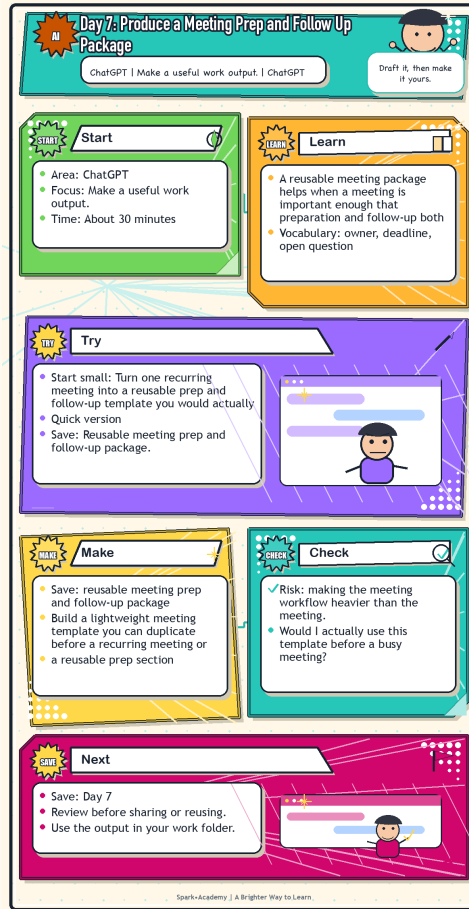 AI
Day 7: Produce a Meeting Prep and Follow Up
Package
ChatGPT | Make a useful work output. | ChatGPT
Draft it, then make
it yours.
START
Start
Area: ChatGPT
Focus: Make a useful work
output.
Time: About 30 minutes
LEARN
Learn
A reusable meeting package
helps when a meeting is
important enough that
preparation and follow-up both
Vocabulary: owner, deadline,
open question
TRY
Try
Start small: Turn one recurring
meeting into a reusable prep and
follow-up template you would actually
Quick version
Save: Reusable meeting prep and
follow-up package.
MAKE
Make
Save: reusable meeting prep
and follow-up package
Build a lightweight meeting
template you can duplicate
before a recurring meeting or
a reusable prep section
CHECK
Check
Risk: making the meeting
workflow heavier than the
meeting.
Would I actually use this
template before a busy
meeting?
SAVE
Next
Save: Day 7
Review before sharing or reusing.
Use the output in your work folder.
Spark•Academy | A Brighter Way to Learn